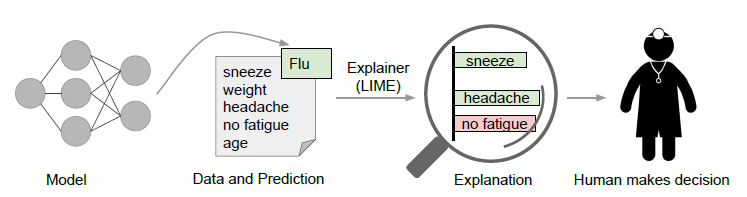 Flu
sneeze
weight
headache
no fatigue
age
Explainer
(LIME)
sneeze
headache
no fatigue
Model
Data and Prediction
Explanation
Human makes decision